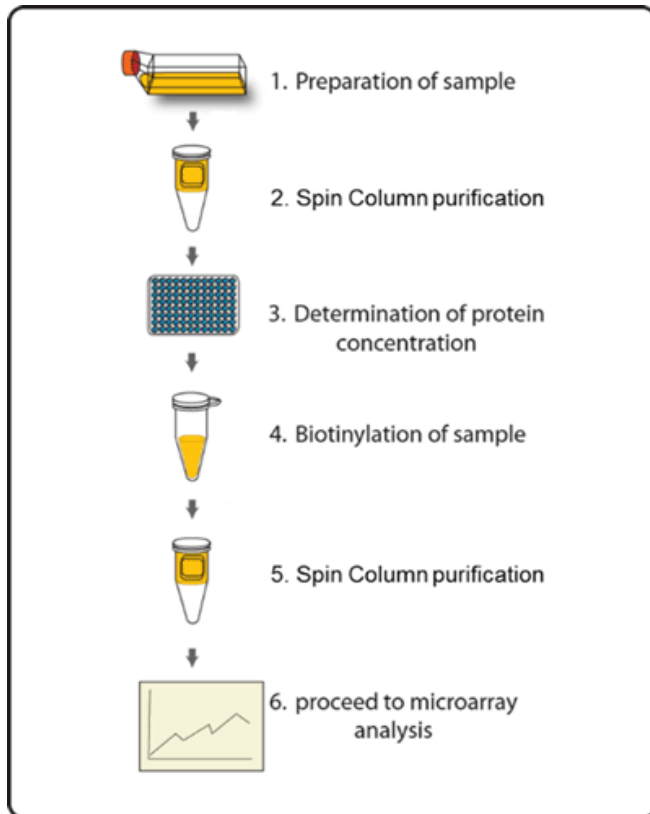 1. Preparation of sample
2. Spin Column purification
3. Determination of protein
concentration
4. Biotinylation of sample
5. Spin Column purification
6. proceed to microarray
analysis